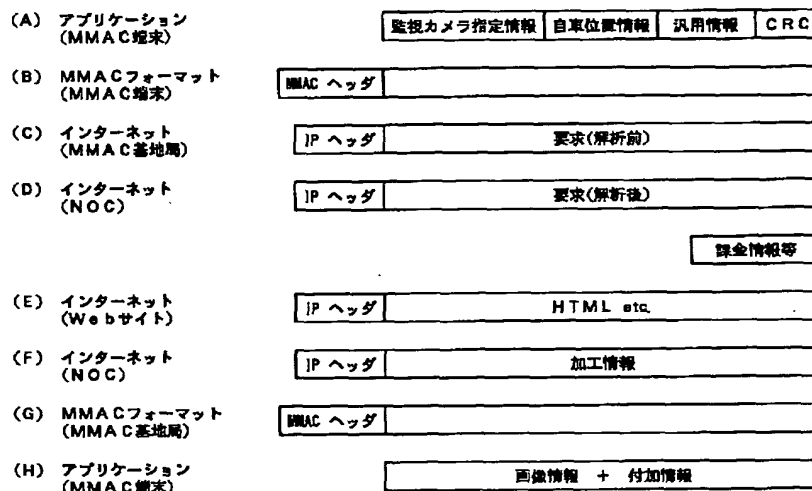 (A) アプリケーション
(MMAC端末)
監視カメラ指定情報 自車位置情報 汎用情報 CRC
(B) MMACフォーマット
(MMAC端末)
MMAC ヘッダ
(C) インターネット
(MMAC基地局)
IP ヘッダ 要求(解析前)
(D) インターネット
(NOC)
IP ヘッダ 要求(解析後)
課金情報等
(E) インターネット
(Webサイト)
IP ヘッダ HTML etc.
(F) インターネット
(NOC)
IP ヘッダ 加工情報
(G) MMACフォーマット
(MMAC基地局)
MMAC ヘッダ
(H) アプリケーション
(MMAC端末)
画像情報 + 付加情報